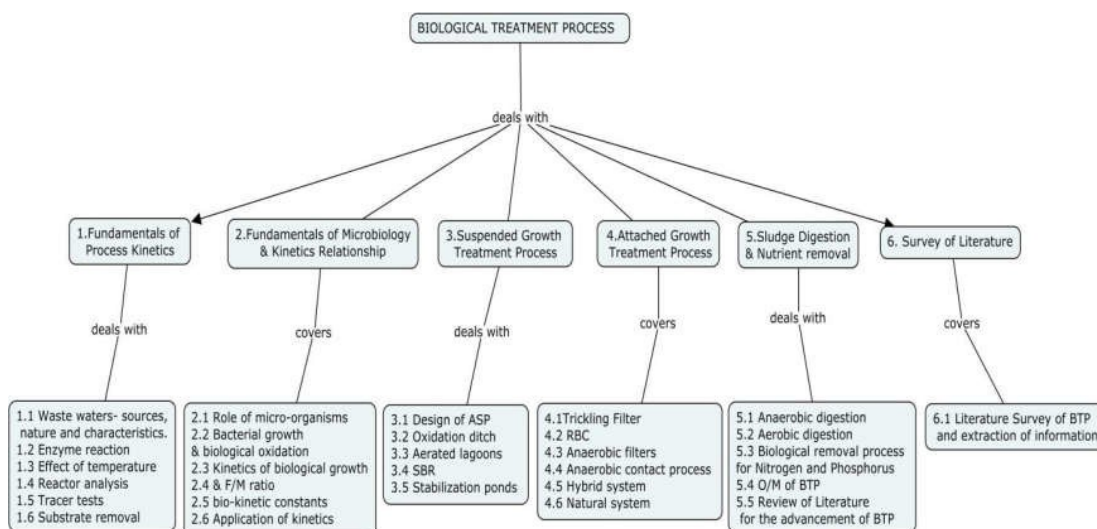 BIOLOGICAL TREATMENT PROCESS
deals with
1.Fundamentals of
Process Kinetics
2.Fundamentals of Microbiology
& Kinetics Relationship
3.Suspended Growth
Treatment Process
4.Attached Growth
Treatment Process
5.Sludge Digestion
& Nutrient removal
6. Survey of Literature
deals with
covers
deals with
covers
deals with
covers
1.1 Waste waters- sources,
nature and characteristics.
1.2 Enzyme reaction
1.3 Effect of temperature
1.4 Reactor analysis
1.5 Tracer tests
1.6 Substrate removal
2.1 Role of micro-organisms
2.2 Bacterial growth
& biological oxidation
2.3 Kinetics of biological growth
2.4 & F/M ratio
2.5 bio-kinetic constants
2.6 Application of kinetics
3.1 Design of ASP
3.2 Oxidation ditch
3.3 Aerated lagoons
3.4 SBR
3.5 Stabilization ponds
4.1Trickling Filter
4.2 RBC
4.3 Anaerobic filters
4.4 Anaerobic contact process
4.5 Hybrid system
4.6 Natural system
5.1 Anaerobic digestion
5.2 Aerobic digestion
5.3 Biological removal process
for Nitrogen and Phosphorus
5.4 O/M of BTP
5.5 Review of Literature
for the advancement of BTP
6.1 Literature Survey of BTP
and extraction of information